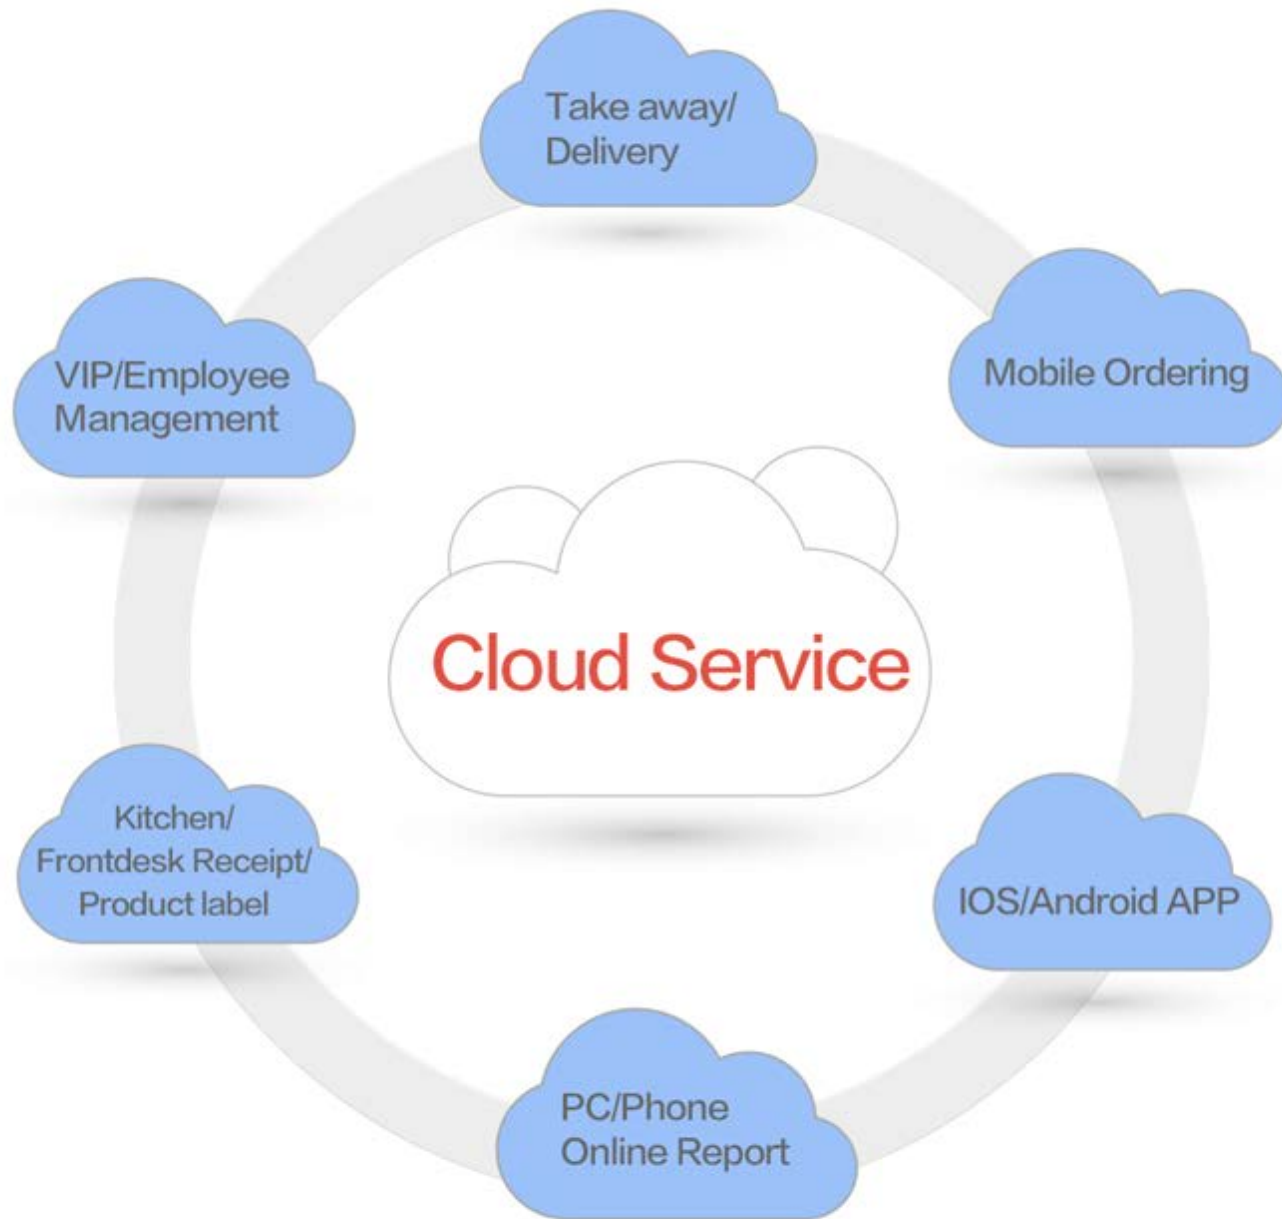 Take away/
Delivery
Mobile Ordering
VIP/Employee
Management
Cloud Service
Kitchen/
Frontdesk Receipt/
Product label
IOS/Android APP
PC/Phone
Online Report